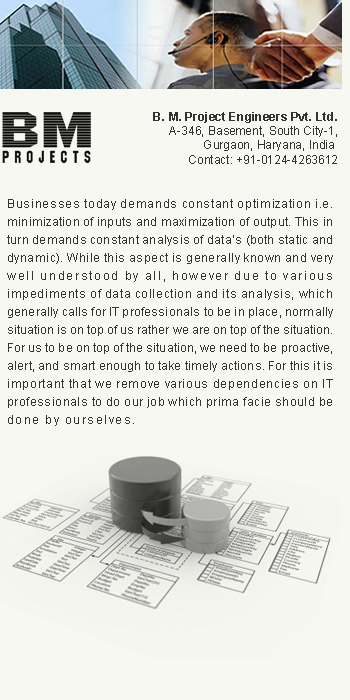 BM
PROJECTS
B. M. Project Engineers Pvt. Ltd.
A-346, Basement, South City-1,
Gurgaon, Haryana, India
Contact: +91-0124-4263612
Businesses today demands constant optimization i.e.
minimization of inputs and maximization of output. This in
turn demands constant analysis of data's (both static and
dynamic). While this aspect is generally known and very
well understood by all, however due to various
impediments of data collection and its analysis, which
generally calls for IT professionals to be in place, normally
situation is on top of us rather we are on top of the situation.
For us to be on top of the situation, we need to be proactive,
alert, and smart enough to take timely actions. For this it is
important that we remove various dependencies on IT
professionals to do our job which prima facie should be
done by ourselves.